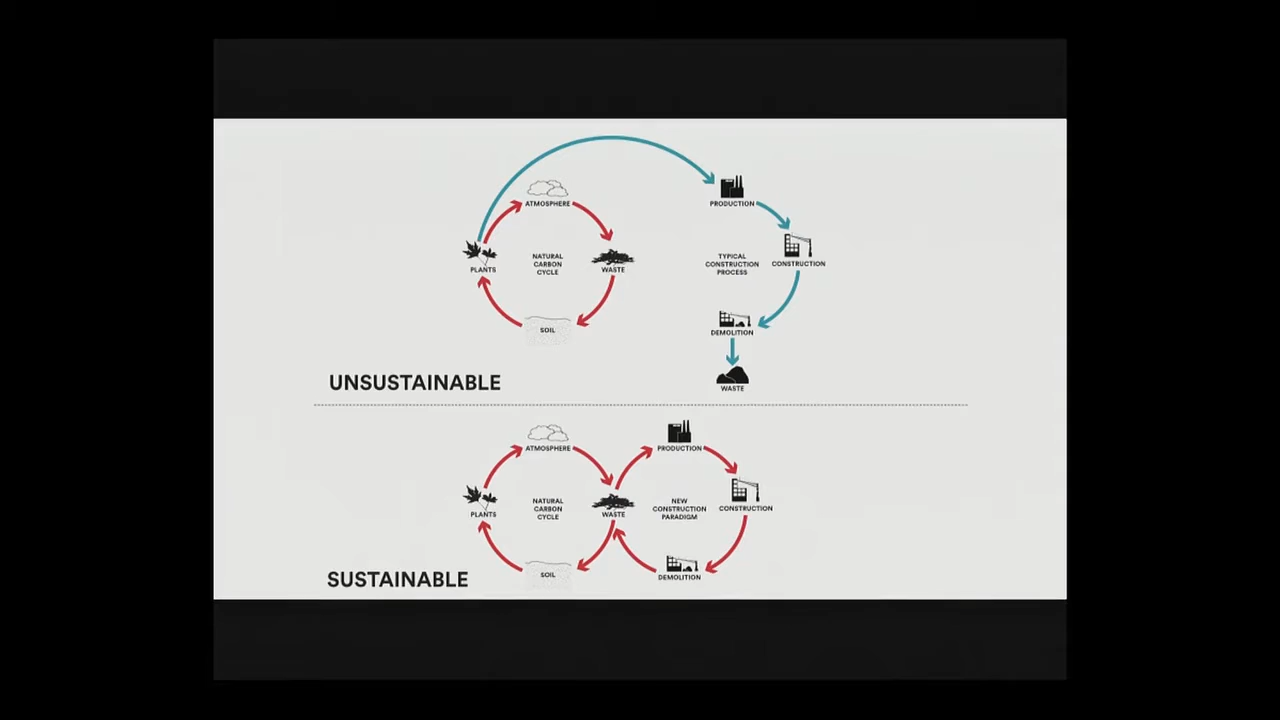 PRODUCTION
ATMOSPHERE
NATURAL
CARBON
CYCLE
TYPICAL
CONSTRUCTION
PROCESS
CONSTRUCTION
PLANTS
WASTE
SOIL
DEMOLITION
UNSUSTAINABLE
WASTE
ATMOSPHERE
PRODUCTION
NATURAL
CARBON
CYCLE
NEW
CONSTRUCTION
PARADIGM
CONSTRUCTION
PLANTS
WASTE
SOIL
DEMOLITION
SUSTAINABLE